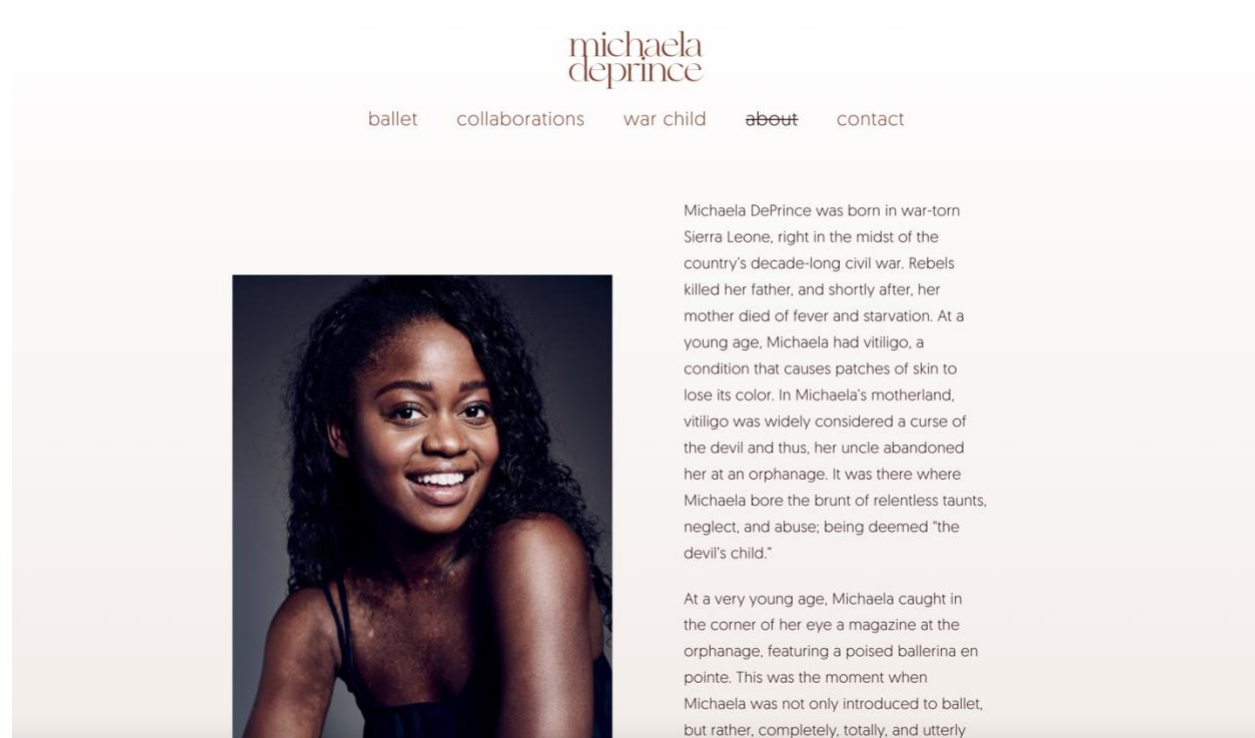 michaela
deprince
ballet collaborations war child about contact
Michaela DePrince was born in war-torn
Sierra Leone, right in the midst of the
country's decade-long civil war. Rebels
killed her father, and shortly after, her
mother died of fever and starvation. At a
young age, Michaela had vitiligo, a
condition that causes patches of skin to
lose its color. In Michaela's motherland,
vitiligo was widely considered a curse of
the devil and thus, her uncle abandoned
her at an orphanage. It was there where
Michaela bore the brunt of relentless taunts,
neglect, and abuse; being deemed "the
devil's child."
At a very young age, Michaela caught in
the corner of her eye a magazine at the
orphanage, featuring a poised ballerina en
pointe. This was the moment when
Michaela was not only introduced to ballet,
but rather, completely, totally, and utterly